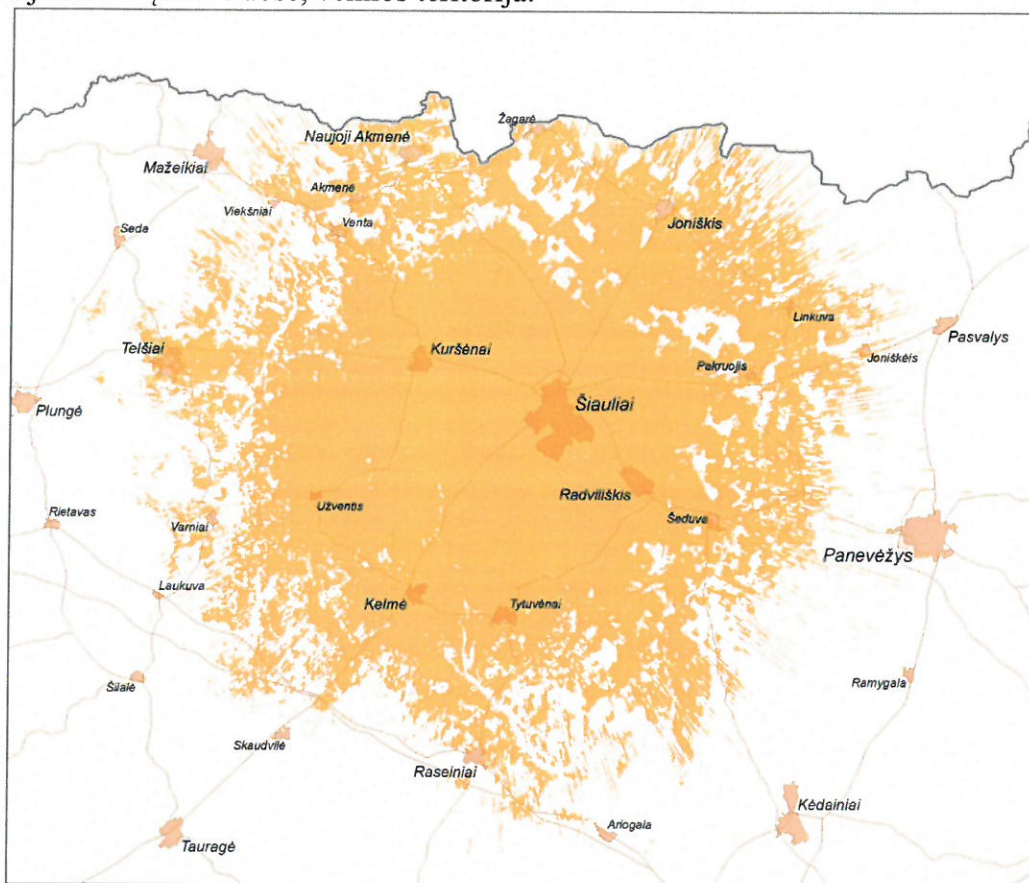 Žagarė
Naujoji Akmenė
Mažeikiai
Akmenė
Viekšniai
Venta
Joniškis
Seda
Linkuva
Telšiai
Kuršėnai
Pakruojis
Joniškėlis
Pasvalys
Plungė
Šiauliai
Radviliškis
Užventis
Šeduva
Rietavas
Varniai
Panevėžys
Laukuva
Kelmė
Tytuvėnai
Šilalė
Ramygala
Skaudvilė
Raseiniai
Kėdainiai
Ariogala
Tauragė